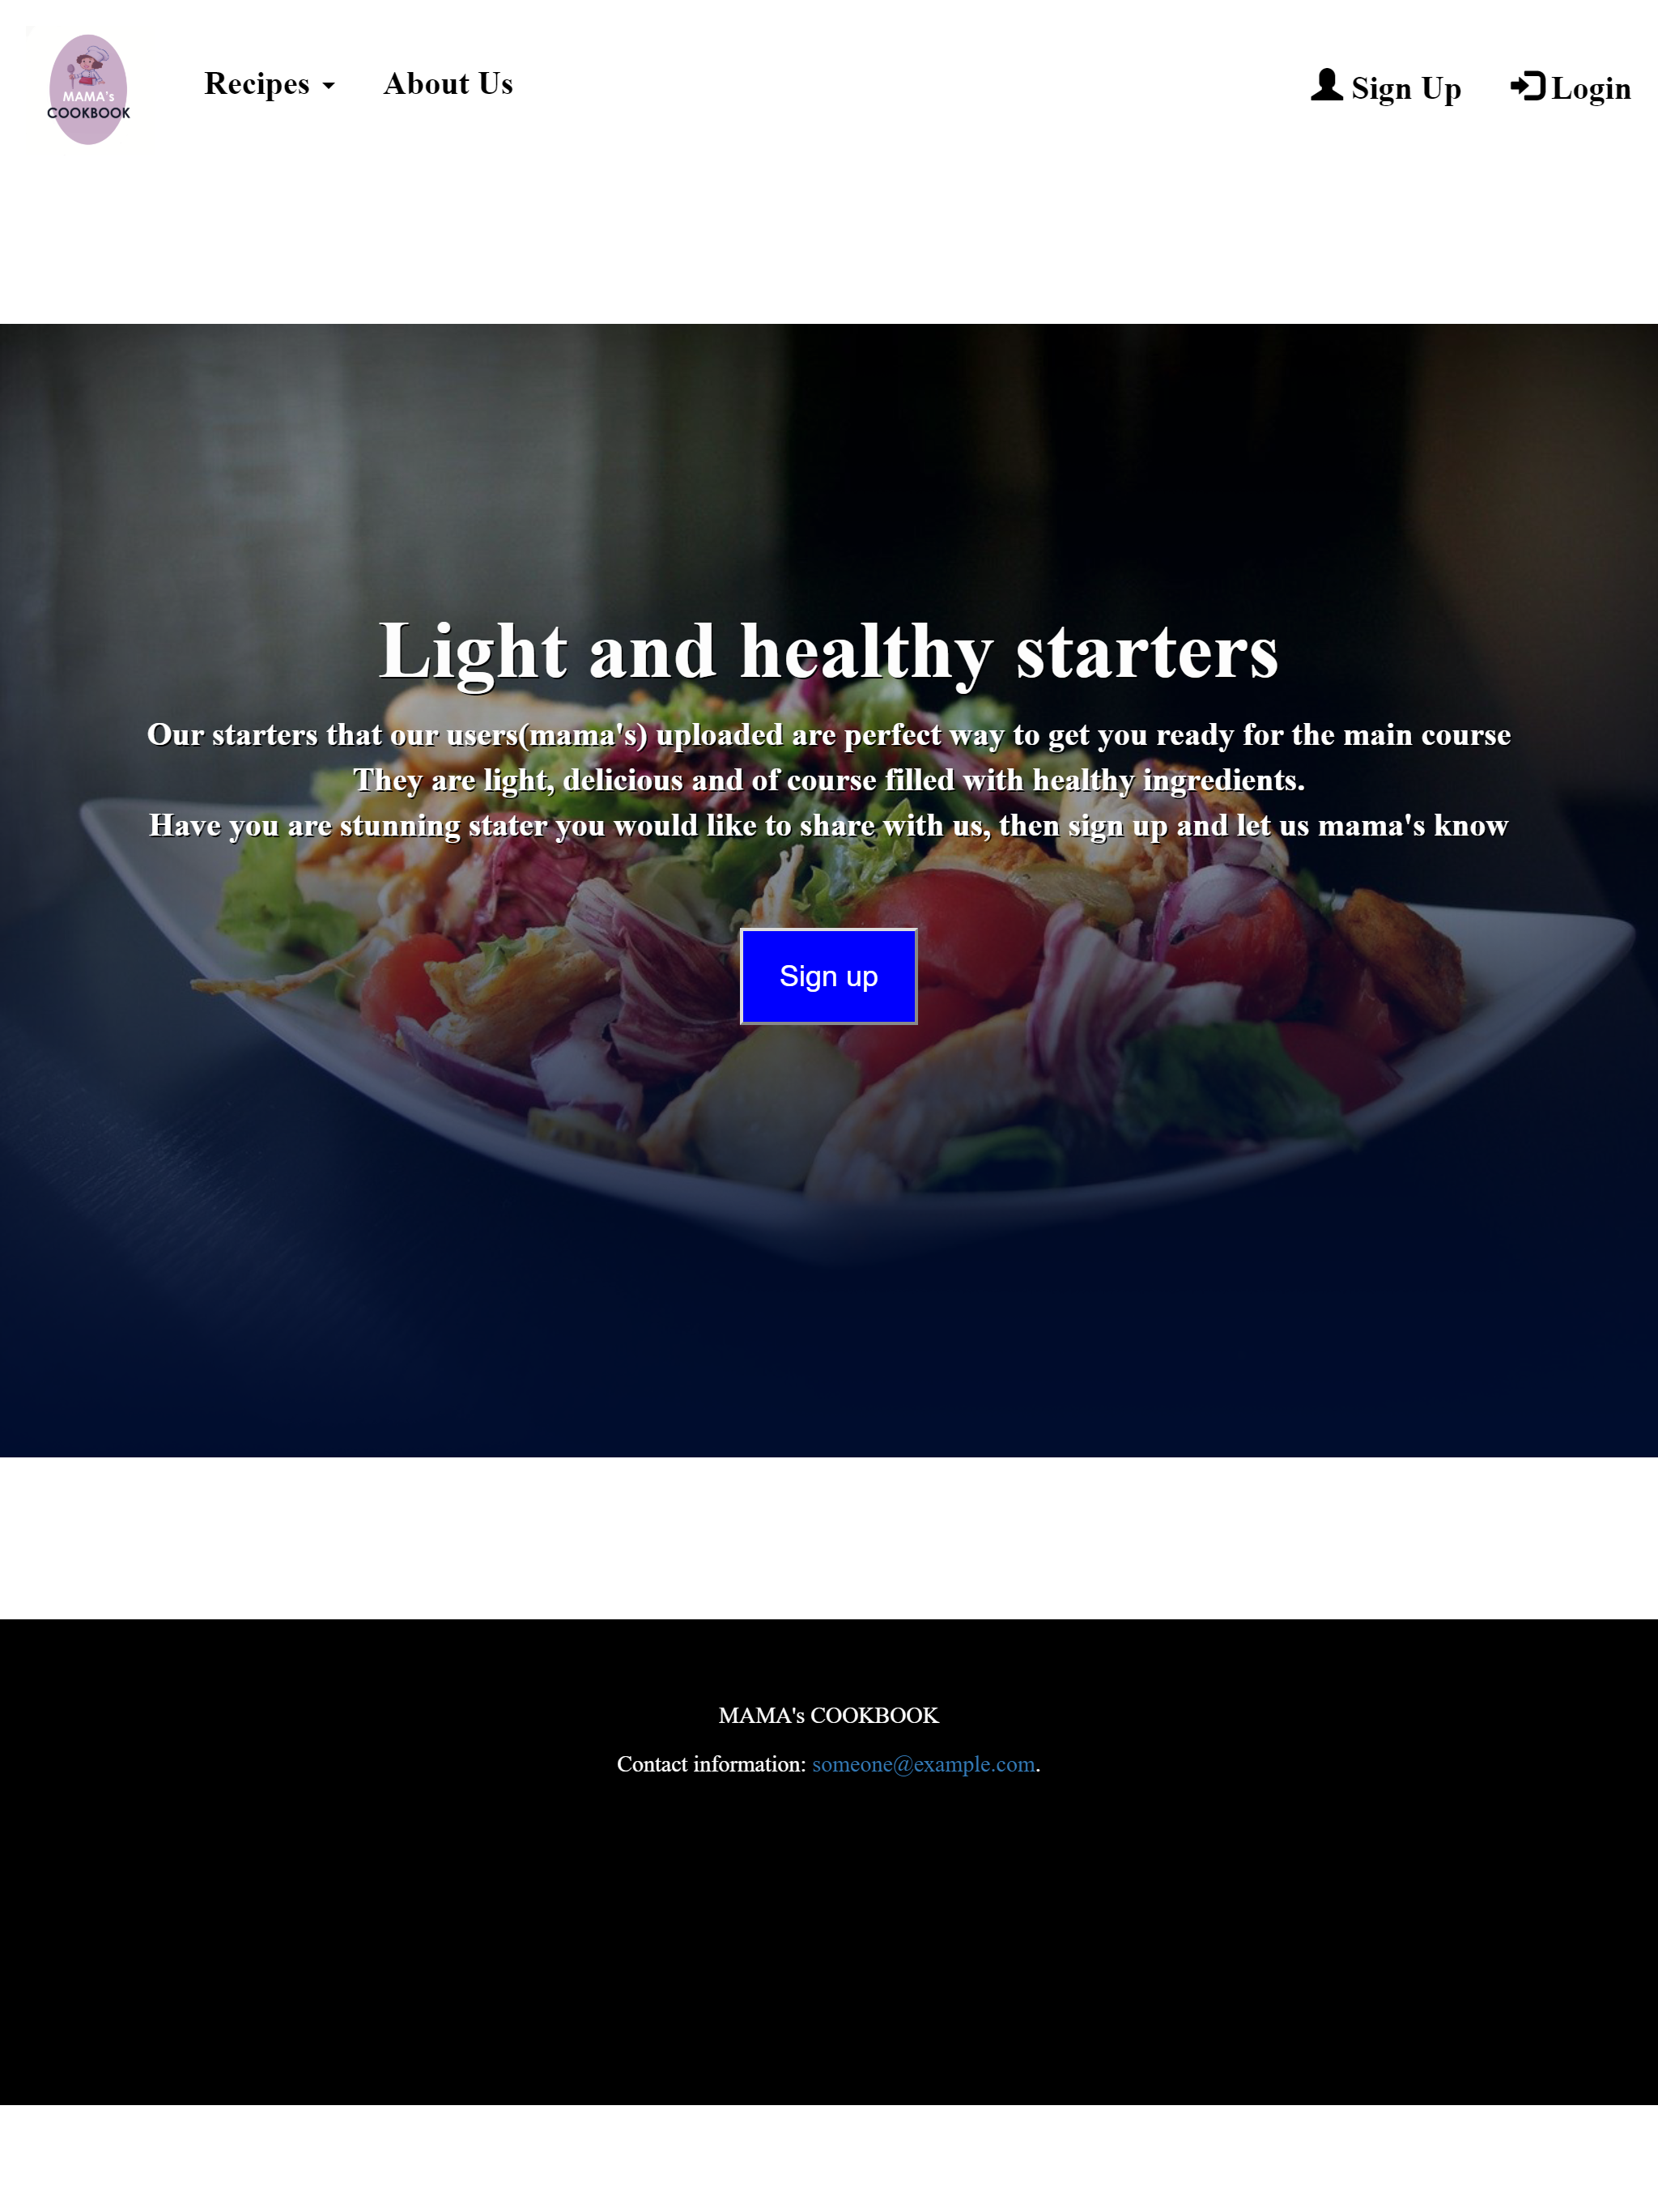 MAMA's
COOKBOOK
Recipes
About Us
Sign Up
Login
Light and healthy starters
Our starters that our users(mama's) uploaded are perfect way to get you ready for the main course
They are light, delicious and of course filled with healthy ingredients.
Have you are stunning stater you would like to share with us, then sign up and let us mama's know
Sign up
MAMA's COOKBOOK
Contact information: someone@example.com.